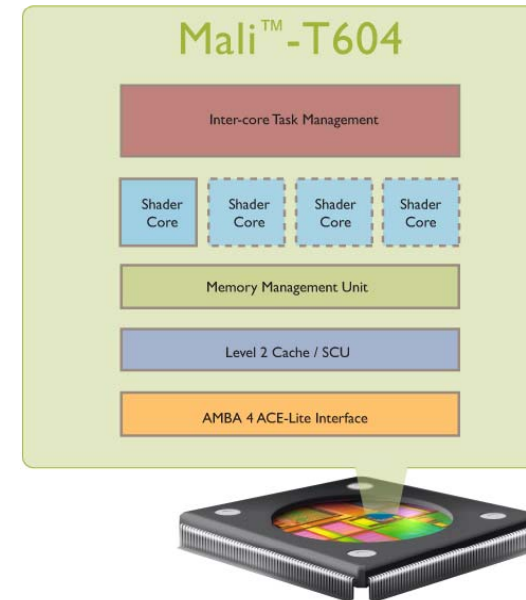 Mali™-T604
Inter-core Task Management
Shader Shader Shader Shader
Core Core Core Core
Memory Management Unit
Level 2 Cache / SCU
AMBA 4 ACE-Lite Interface